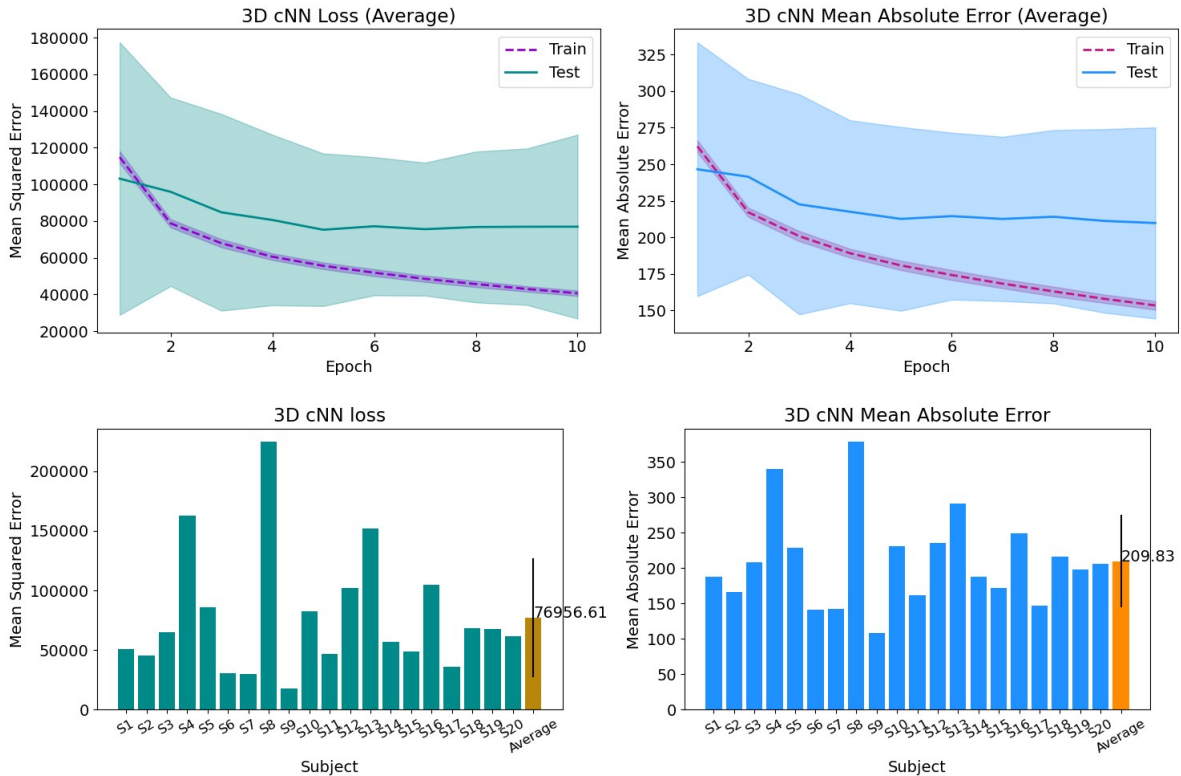 3D cNN Loss (Average)
Mean Squared Error
180000
160000
140000
120000
100000
80000
60000
40000
20000
Train
Test
2 4 6 8 10
Epoch
3D cNN Mean Absolute Error (Average)
Mean Absolute Error
325
300
275
250
225
200
175
150
Train
Test
2 4 6 8 10
Epoch
3D cNN loss
Mean Squared Error
200000
150000
100000
50000
0
76956.61
S1 S2 S3 S4 S5 S6 S7 S8 S9 S10 S11 S12 S13 S14 S15 S16 S17 S18 S19 S20 Average
Subject
3D cNN Mean Absolute Error
Mean Absolute Error
350
300
250
200
150
100
50
0
209.83
S1 S2 S3 S4 S5 S6 S7 S8 S9 S10 S11 S12 S13 S14 S15 S16 S17 S18 S19 S20 Average
Subject